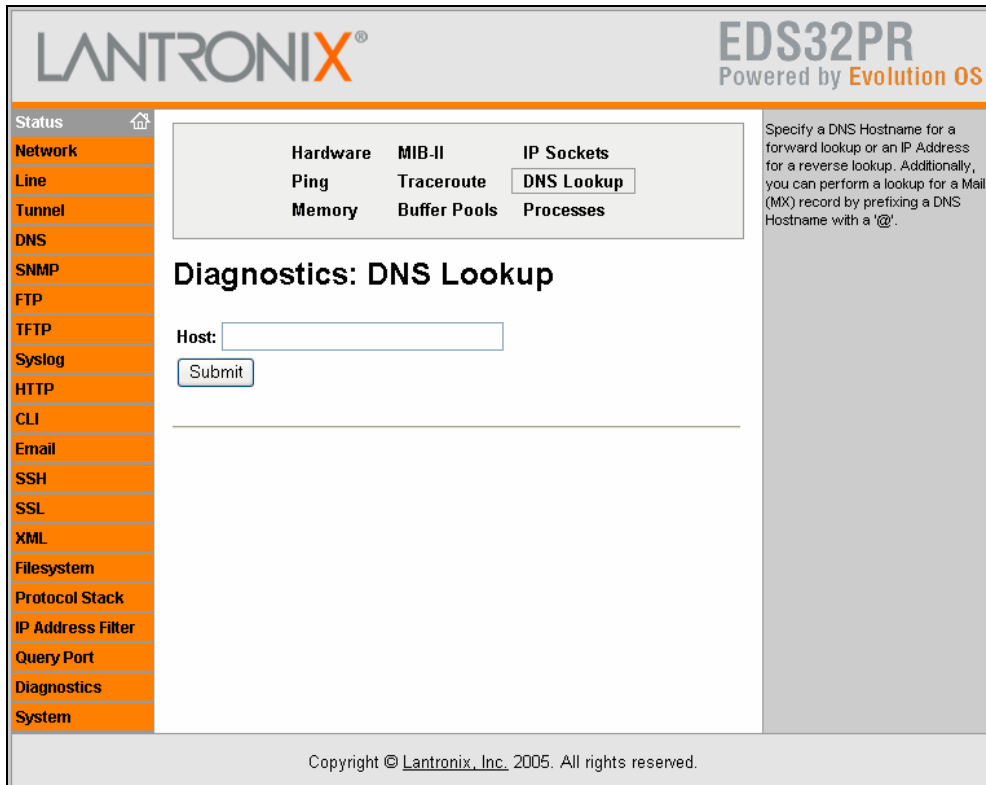 LANTRONIX®
EDS32PR
Powered by Evolution OS
Status
Network
Line
Tunnel
DNS
SNMP
FTP
TFTP
Syslog
HTTP
CLI
Email
SSH
SSL
XML
Filesystem
Protocol Stack
IP Address Filter
Query Port
Diagnostics
System
Hardware MIB-II IP Sockets
Ping Traceroute DNS Lookup
Memory Buffer Pools Processes
Diagnostics: DNS Lookup
Host:
Submit
Specify a DNS Hostname for a
forward lookup or an IP Address
for a reverse lookup. Additionally,
you can perform a lookup for a Mail
(MX) record by prefixing a DNS
Hostname with a '@'.
Copyright © Lantronix, Inc. 2005. All rights reserved.